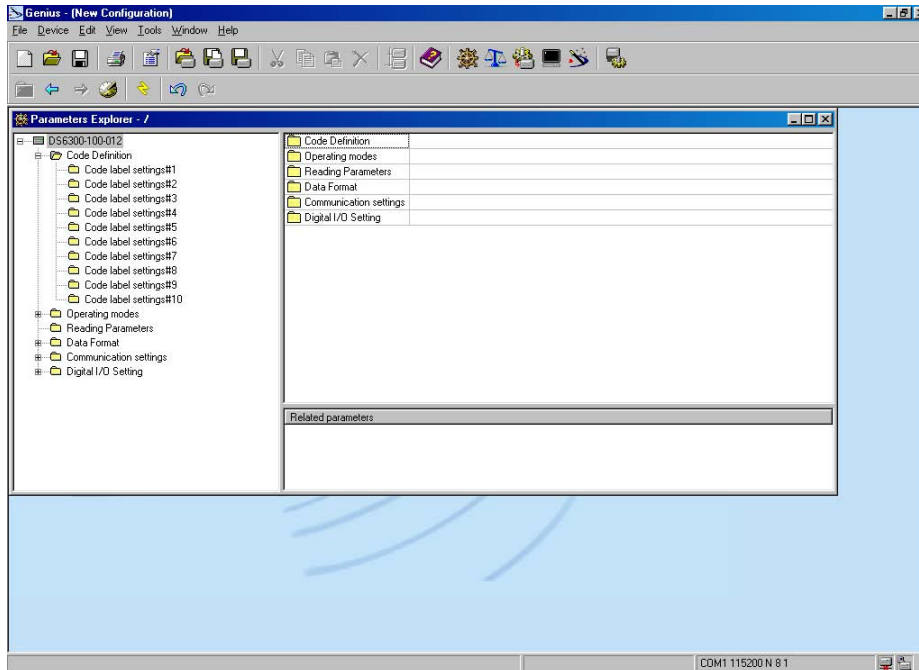 Genius - (New Configuration)
File Device Edit View Tools Window Help
Parameters Explorer - /
DS6300-100-012
Code Definition
Code label settings#1
Code label settings#2
Code label settings#3
Code label settings#4
Code label settings#5
Code label settings#6
Code label settings#7
Code label settings#8
Code label settings#9
Code label settings#10
Operating modes
Reading Parameters
Data Format
Communication settings
Digital I/O Setting
Code Definition
Operating modes
Reading Parameters
Data Format
Communication settings
Digital I/O Setting
Related parameters
COM1 115200 N 8 1